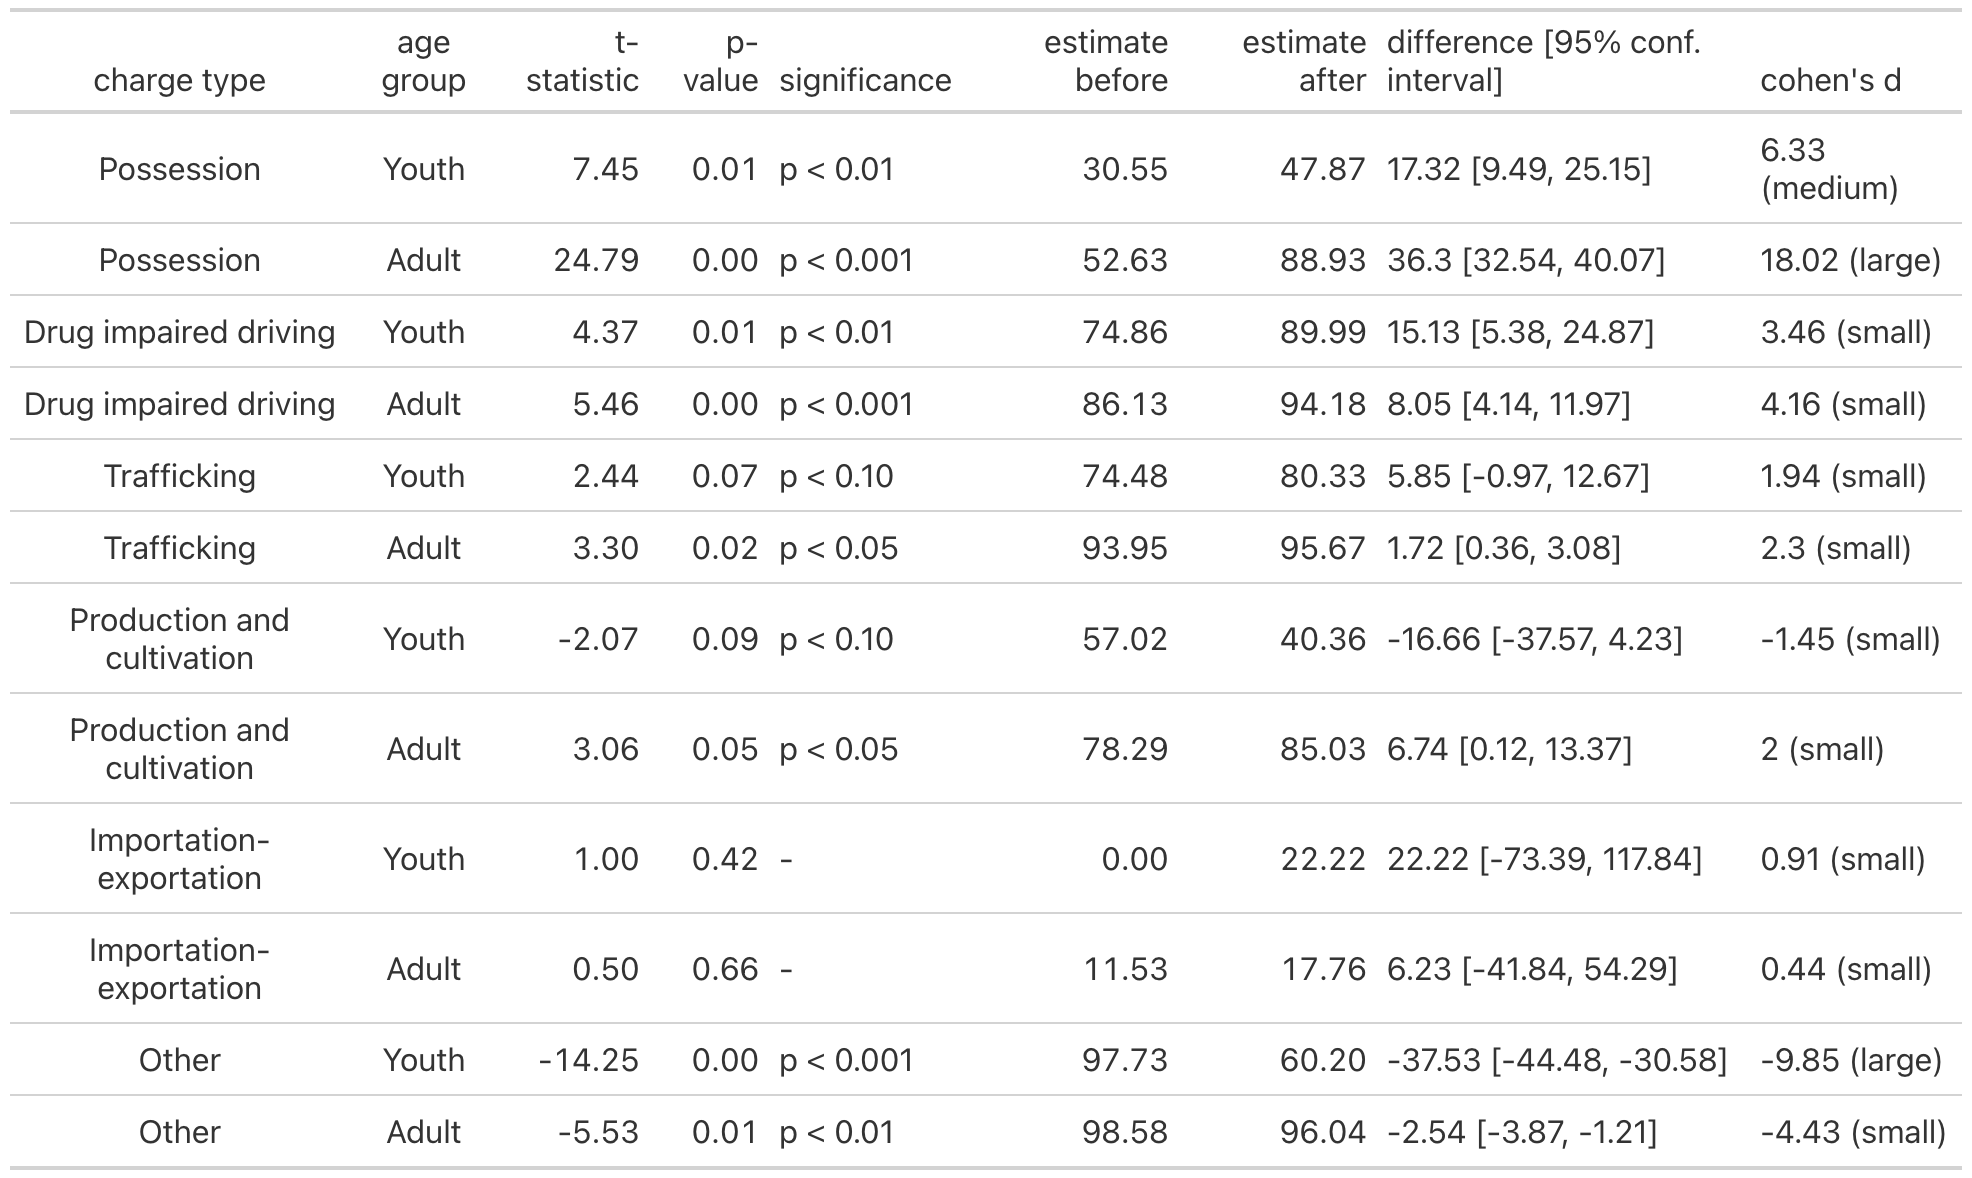 charge type age group t-statistic p-value significance estimate before estimate after difference [95% conf. interval] cohen's d
Possession Youth 7.45 0.01 p < 0.01 30.55 47.87 17.32 [9.49, 25.15] 6.33 (medium)
Possession Adult 24.79 0.00 p < 0.001 52.63 88.93 36.3 [32.54, 40.07] 18.02 (large)
Drug impaired driving Youth 4.37 0.01 p < 0.01 74.86 89.99 15.13 [5.38, 24.87] 3.46 (small)
Drug impaired driving Adult 5.46 0.00 p < 0.001 86.13 94.18 8.05 [4.14, 11.97] 4.16 (small)
Trafficking Youth 2.44 0.07 p < 0.10 74.48 80.33 5.85 [-0.97, 12.67] 1.94 (small)
Trafficking Adult 3.30 0.02 p < 0.05 93.95 95.67 1.72 [0.36, 3.08] 2.3 (small)
Production and cultivation Youth -2.07 0.09 p < 0.10 57.02 40.36 -16.66 [-37.57, 4.23] -1.45 (small)
Production and cultivation Adult 3.06 0.05 p < 0.05 78.29 85.03 6.74 [0.12, 13.37] 2 (small)
Importation-exportation Youth 1.00 0.42 - 0.00 22.22 22.22 [-73.39, 117.84] 0.91 (small)
Importation-exportation Adult 0.50 0.66 - 11.53 17.76 6.23 [-41.84, 54.29] 0.44 (small)
Other Youth -14.25 0.00 p < 0.001 97.73 60.20 -37.53 [-44.48, -30.58] -9.85 (large)
Other Adult -5.53 0.01 p < 0.01 98.58 96.04 -2.54 [-3.87, -1.21] -4.43 (small)